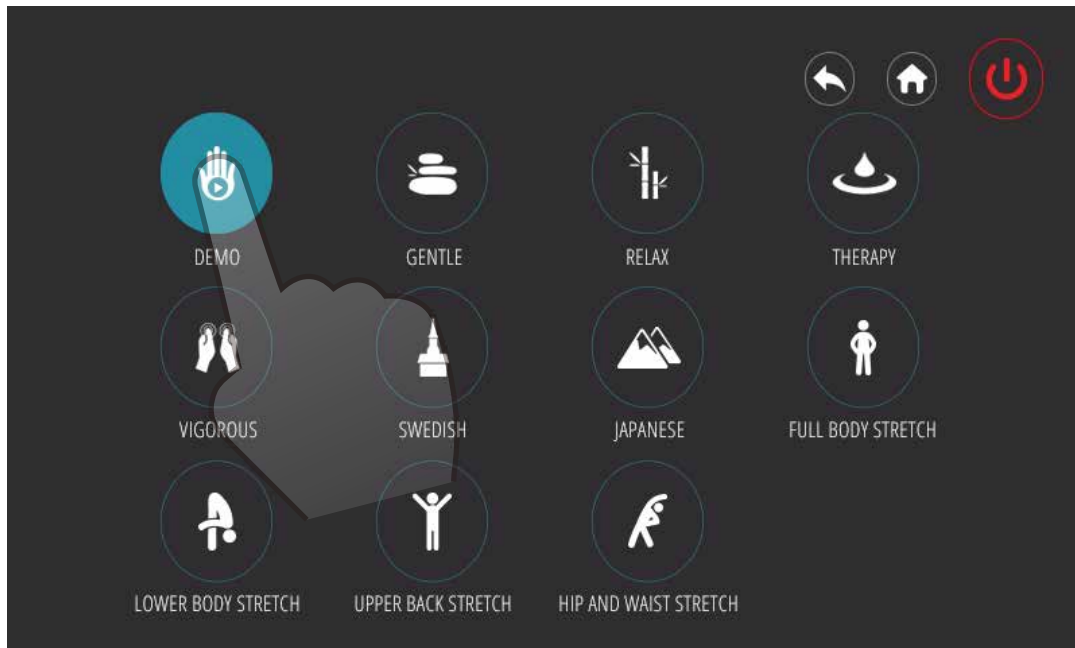 DEMO
GENTLE
RELAX
THERAPY
VIGOROUS
SWEDISH
JAPANESE
FULL BODY STRETCH
LOWER BODY STRETCH
UPPER BACK STRETCH
HIP AND WAIST STRETCH